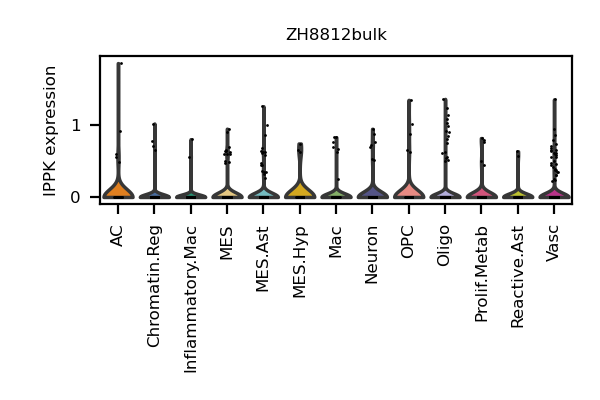 ZH8812bulk
IPPK expression
1
0
AC
Chromatin.Reg
Inflammatory.Mac
MES
MES.Ast
MES.Hyp
Mac
Neuron
OPC
Oligo
Prolif.Metab
Reactive.Ast
Vasc